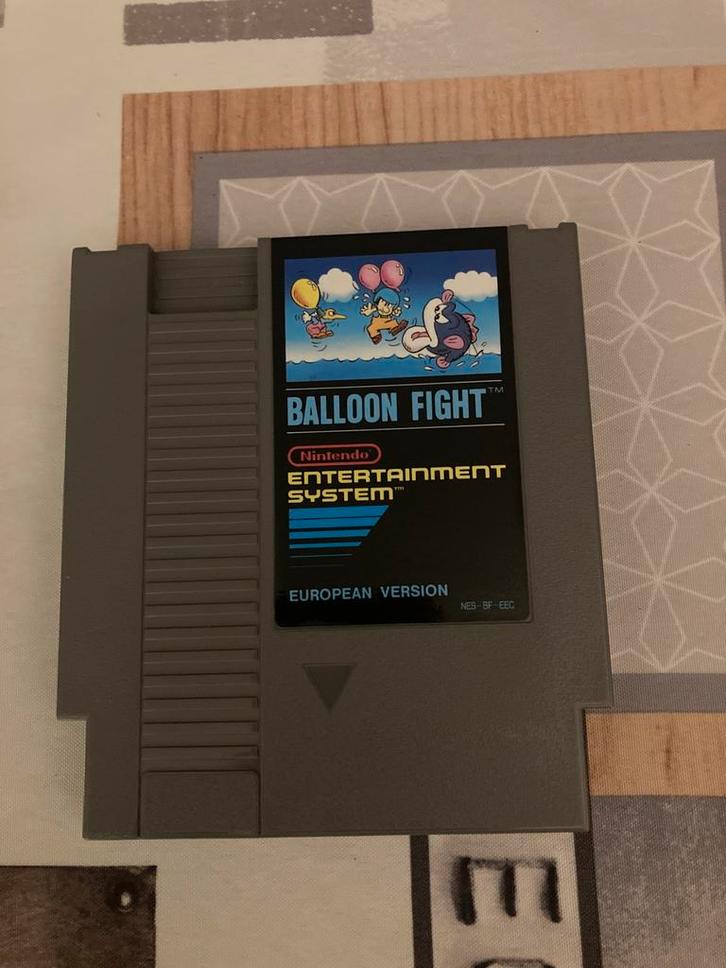 BALLOON FIGHT™
Nintendo®
ENTERTAINMENT
SYSTEM™
EUROPEAN VERSION
NES-BF-EEC